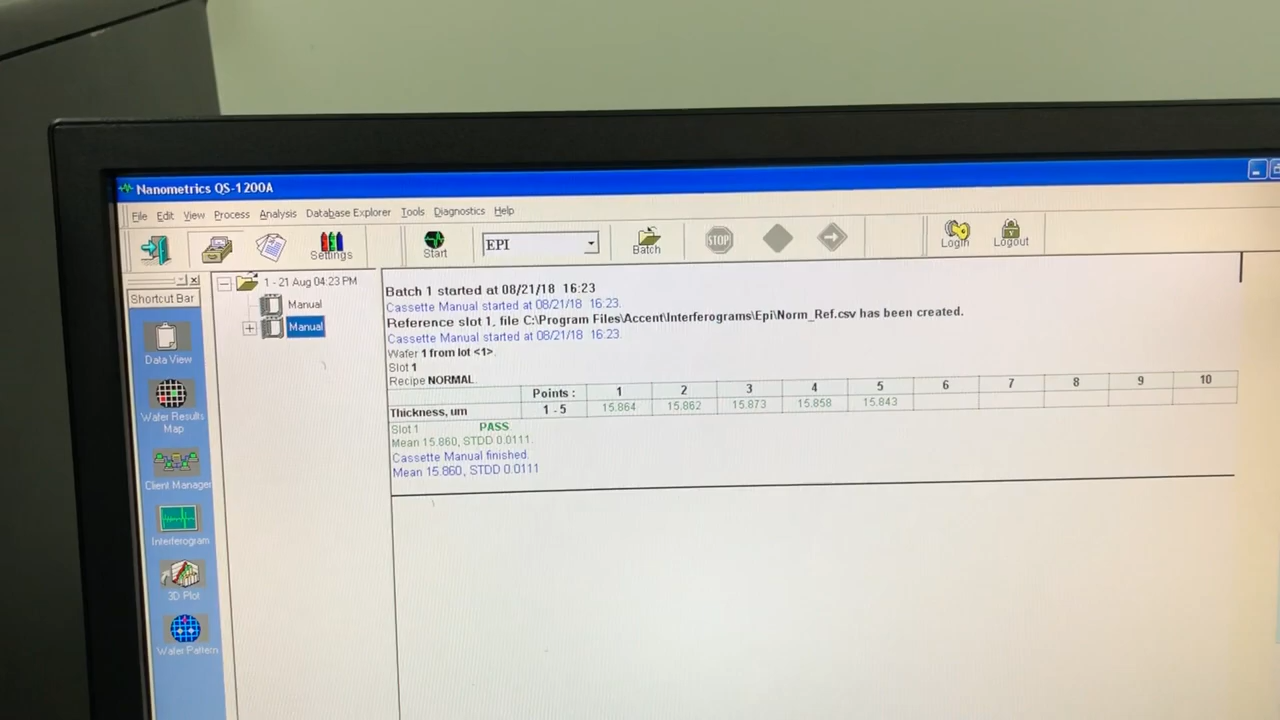 Nanometrics QS-1200A
File Edit View Process Analysis Database Explorer Tools Diagnostics Help
Settings Start EPI Batch STOP Login Logout
Shortcut Bar
Data View
Wafer Results Map
Client Manager
Interferogram
3D Plot
Wafer Pattern
1 - 21 Aug 04:23 PM
Manual
Manual
Batch 1 started at 08/21/18 16:23
Cassette Manual started at 08/21/18 16:23.
Reference slot 1, file C:\Program Files\Accent\Interferograms\Epi\Norm_Ref.csv has been created.
Cassette Manual started at 08/21/18 16:23.
Wafer 1 from lot <1>.
Slot 1
Recipe NORMAL.
Points : 1 2 3 4 5 6 7 8 9 10
Thickness, um 1 - 5 15.864 15.862 15.873 15.858 15.843
Slot 1 PASS
Mean 15.860, STDD 0.0111.
Cassette Manual finished.
Mean 15.860, STDD 0.0111